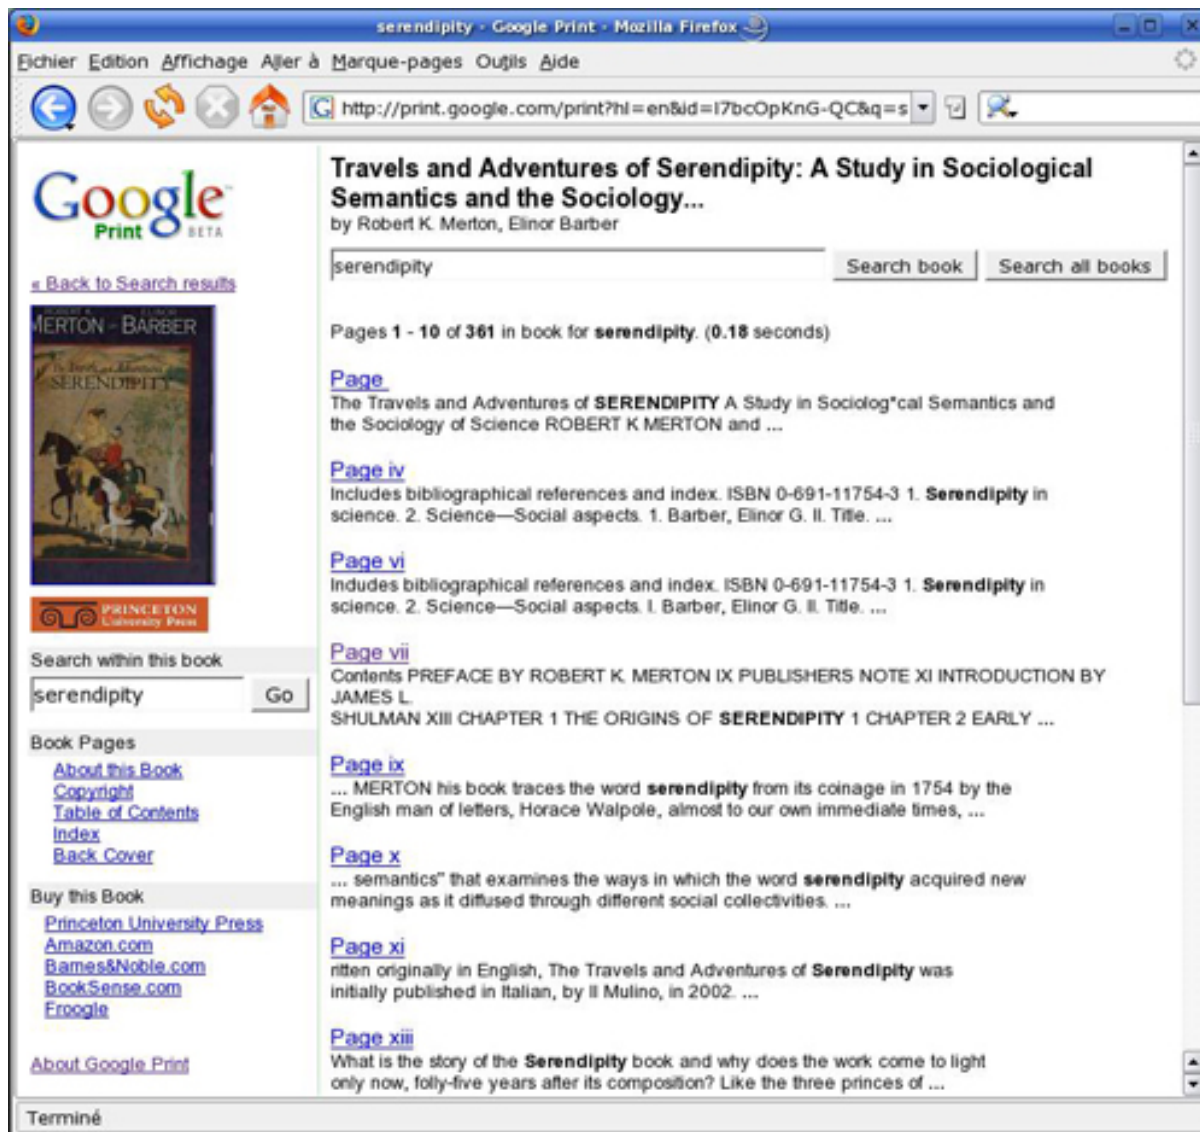 serendipity - Google Print - Mozilla Firefox
Fichier Edition Affichage Aller à Marque-pages Outils Aide
http://print.google.com/print?hl=en&id=I7bcOpKnG-QC&q=s
Google
Print BETA
« Back to Search results
MERTON - BARBER
SERENDIPITY
PRINCETON
University Press
Search within this book
serendipity Go
Book Pages
About this Book
Copyright
Table of Contents
Index
Back Cover
Buy this Book
Princeton University Press
Amazon.com
Barnes&Noble.com
BookSense.com
Froogle
About Google Print
Travels and Adventures of Serendipity: A Study in Sociological
Semantics and the Sociology...
by Robert K. Merton, Elinor Barber
serendipity Search book Search all books
Pages 1 - 10 of 361 in book for serendipity. (0.18 seconds)
Page
The Travels and Adventures of SERENDIPITY A Study in Sociolog*cal Semantics and
the Sociology of Science ROBERT K MERTON and ...
Page iv
Includes bibliographical references and index. ISBN 0-691-11754-3 1. Serendipity in
science. 2. Science—Social aspects. 1. Barber, Elinor G. II. Title. ...
Page vi
Indudes bibliographical references and index. ISBN 0-691-11754-3 1. Serendipity in
science. 2. Science—Social aspects. I. Barber, Elinor G. II. Title. ...
Page vii
Contents PREFACE BY ROBERT K. MERTON IX PUBLISHERS NOTE XI INTRODUCTION BY
JAMES L.
SHULMAN XIII CHAPTER 1 THE ORIGINS OF SERENDIPITY 1 CHAPTER 2 EARLY ...
Page ix
... MERTON his book traces the word serendipity from its coinage in 1754 by the
English man of letters, Horace Walpole, almost to our own immediate times, ...
Page x
... semantics" that examines the ways in which the word serendipity acquired new
meanings as it diffused through different social collectivities. ...
Page xi
ritten originally in English, The Travels and Adventures of Serendipity was
initially published in Italian, by Il Mulino, in 2002. ...
Page xiii
What is the story of the Serendipity book and why does the work come to light
only now, folly-five years after its composition? Like the three princes of ...
Terminé